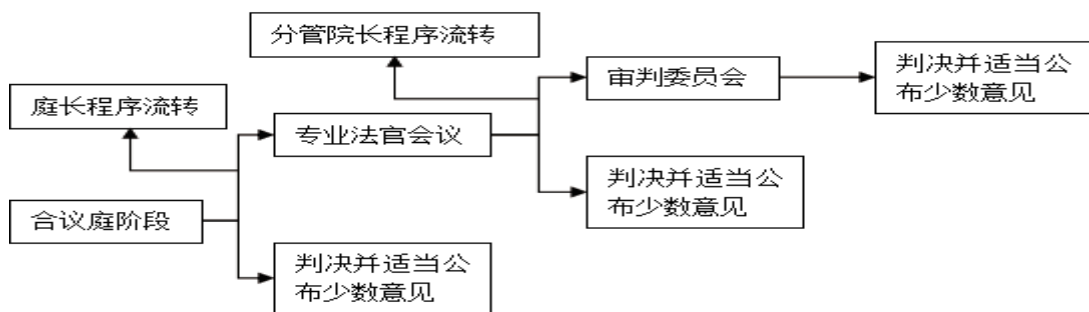 分管院长程序流转
审判委员会
判决并适当公
布少数意见
庭长程序流转
专业法官会议
判决并适当公
布少数意见
合议庭阶段
判决并适当公
布少数意见